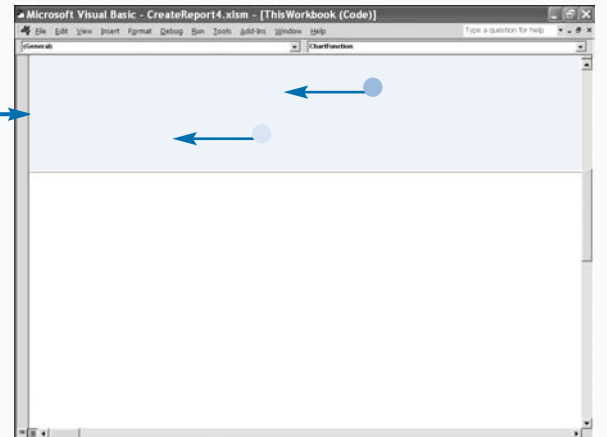 Microsoft Visual Basic - CreateReport4.xlsm - [ThisWorkbook (Code)]
File Edit View Insert Format Debug Run Tools Add-Ins Window Help Type a question for help
(General) ChartFunction